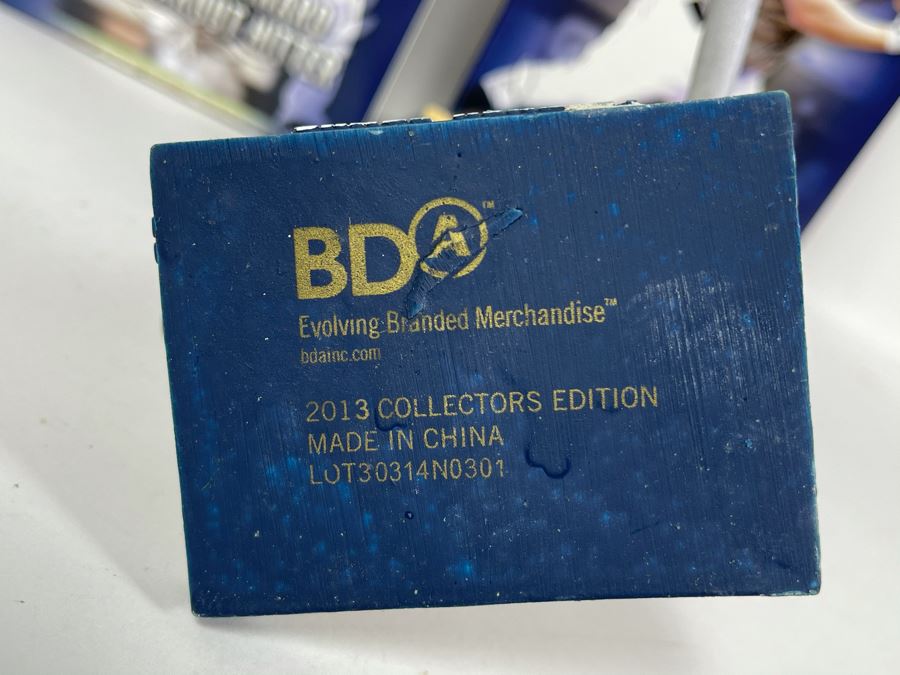 BDA™
Evolving Branded Merchandise™
bdainc.com
2013 COLLECTORS EDITION
MADE IN CHINA
LOT30314N0301